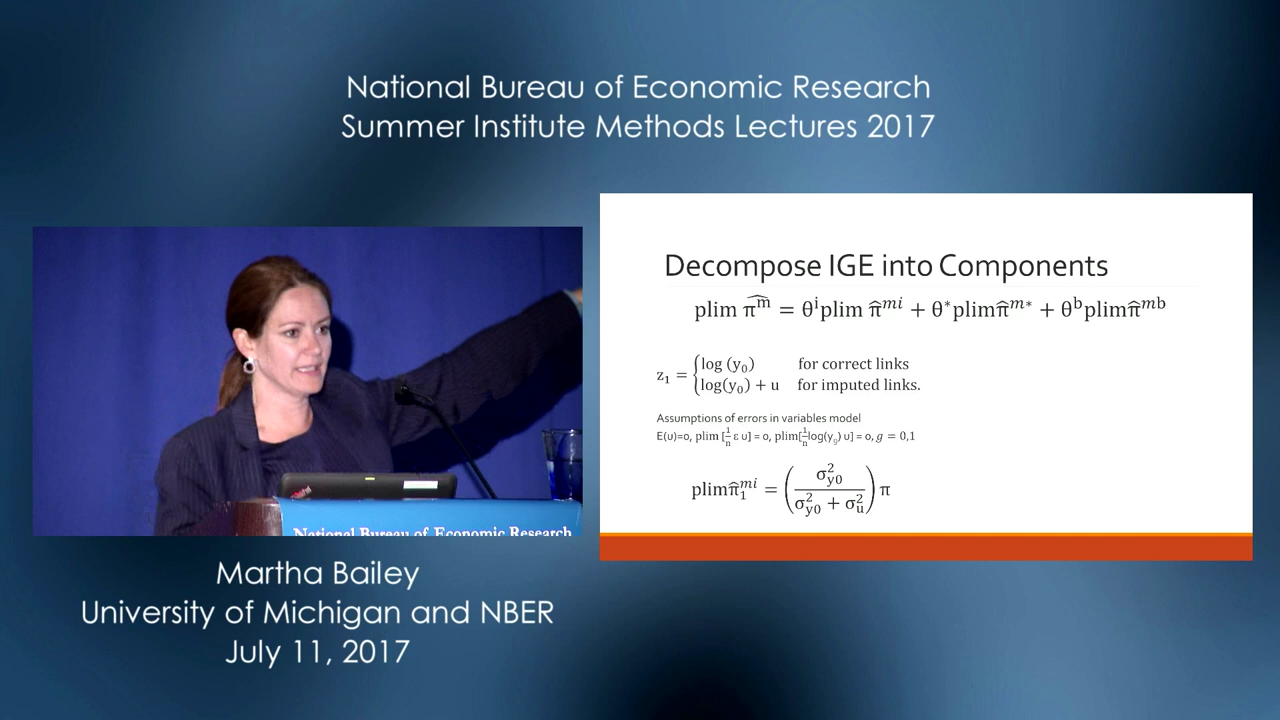 National Bureau of Economic Research
Summer Institute Methods Lectures 2017
Decompose IGE into Components
plim π̂ᵐ = θⁱplim π̂ᵐⁱ + θ*plimπ̂ᵐ* + θᵇplimπ̂ᵐᵇ
z₁ = {log (y₀) for correct links
log(y₀) + u for imputed links.
Assumptions of errors in variables model
E(υ)=0, plim [1/n ε υ] = 0, plim[1/n log(y_g) υ] = 0, g = 0,1
plimπ̂₁ᵐⁱ = (σ²_y0 / (σ²_y0 + σ²_u)) π
National Bureau of Economic Research
Martha Bailey
University of Michigan and NBER
July 11, 2017